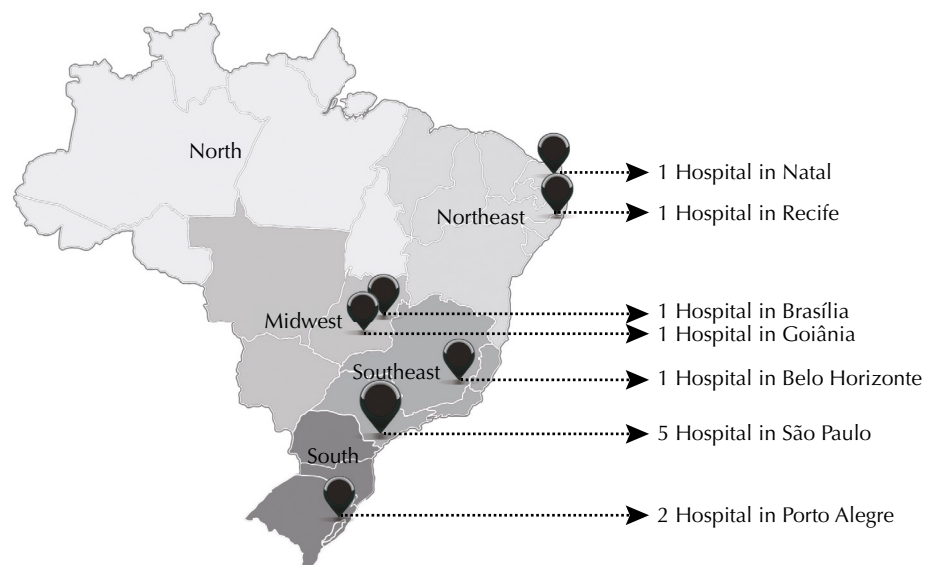 North
1 Hospital in Natal
Northeast
1 Hospital in Recife
1 Hospital in Brasília
Midwest
1 Hospital in Goiânia
Southeast
1 Hospital in Belo Horizonte
5 Hospital in São Paulo
South
2 Hospital in Porto Alegre